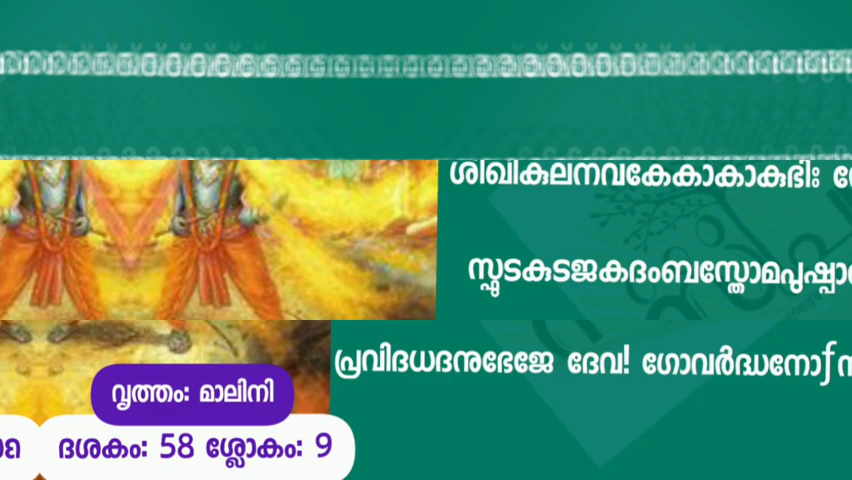 ശിഖികുലനവകേകാകാകുഭിഃ
സ്ഫുടകുടജകദംബസ്തോമപുഷ്പാ
പ്രവിദധദനുഭേജേ ദേവ! ഗോവർദ്ധനോƒ
വൃത്തം: മാലിനി
ദശകം: 58 ശ്ലോകം: 9